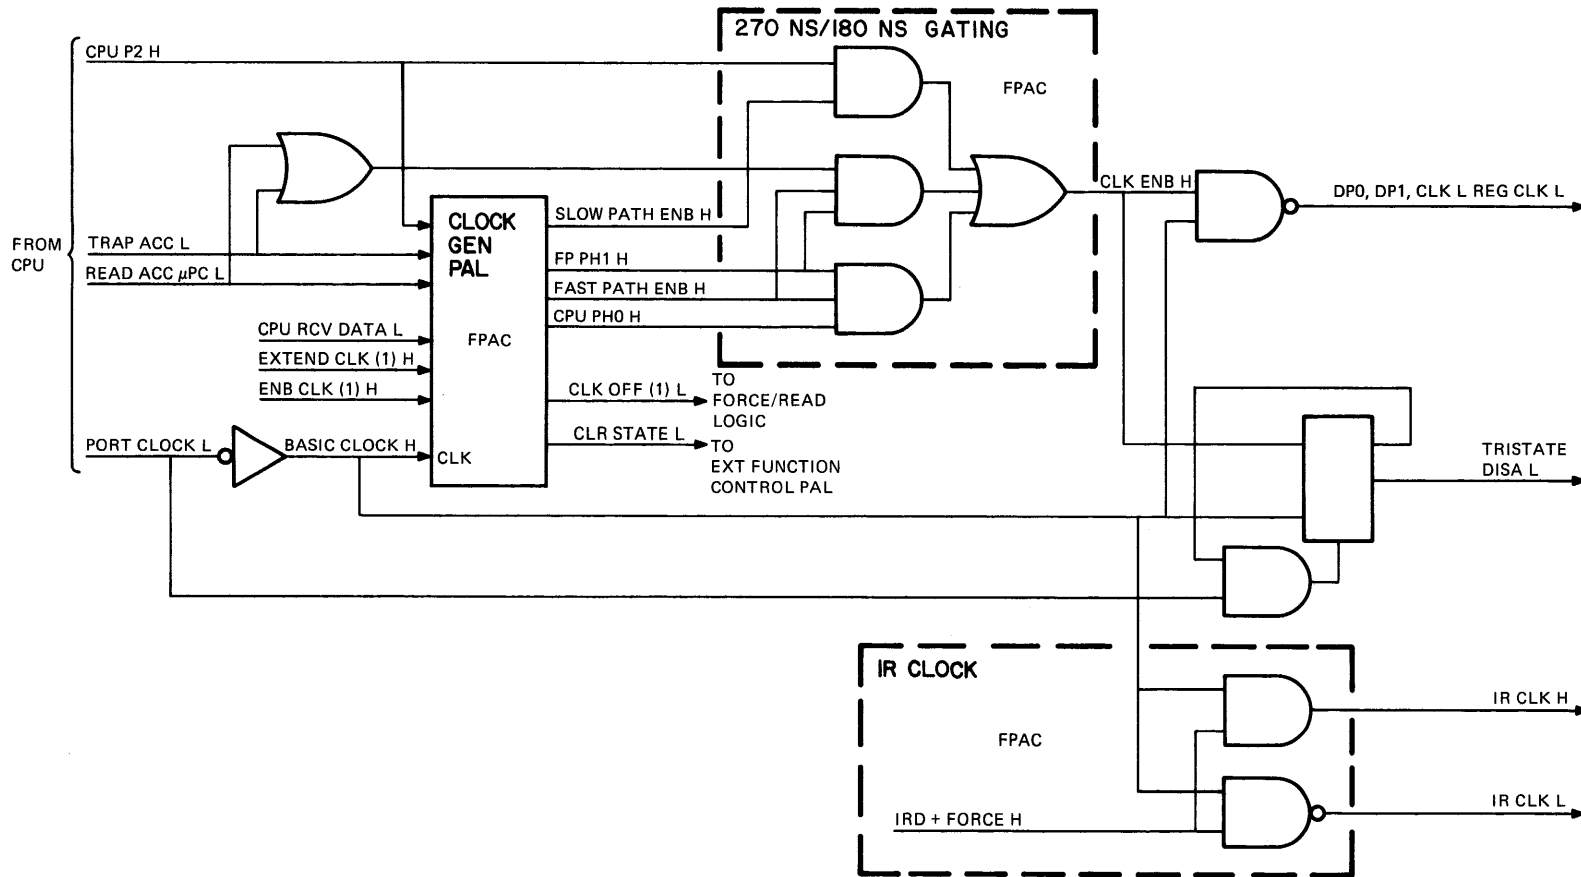 270 NS/180 NS GATING
CPU P2 H
FPAC
CLK ENB H
DP0, DP1, CLK L REG CLK L
CLOCK
GEN
PAL
FPAC
CLK
SLOW PATH ENB H
FP PH1 H
FAST PATH ENB H
CPU PH0 H
FROM
CPU
TRAP ACC L
READ ACC μPC L
CPU RCV DATA L
EXTEND CLK (1) H
ENB CLK (1) H
CLK OFF (1) L
TO
FORCE/READ
LOGIC
CLR STATE L
TO
EXT FUNCTION
CONTROL PAL
PORT CLOCK L
BASIC CLOCK H
TRISTATE
DISA L
IR CLOCK
FPAC
IR CLK H
IRD + FORCE H
IR CLK L